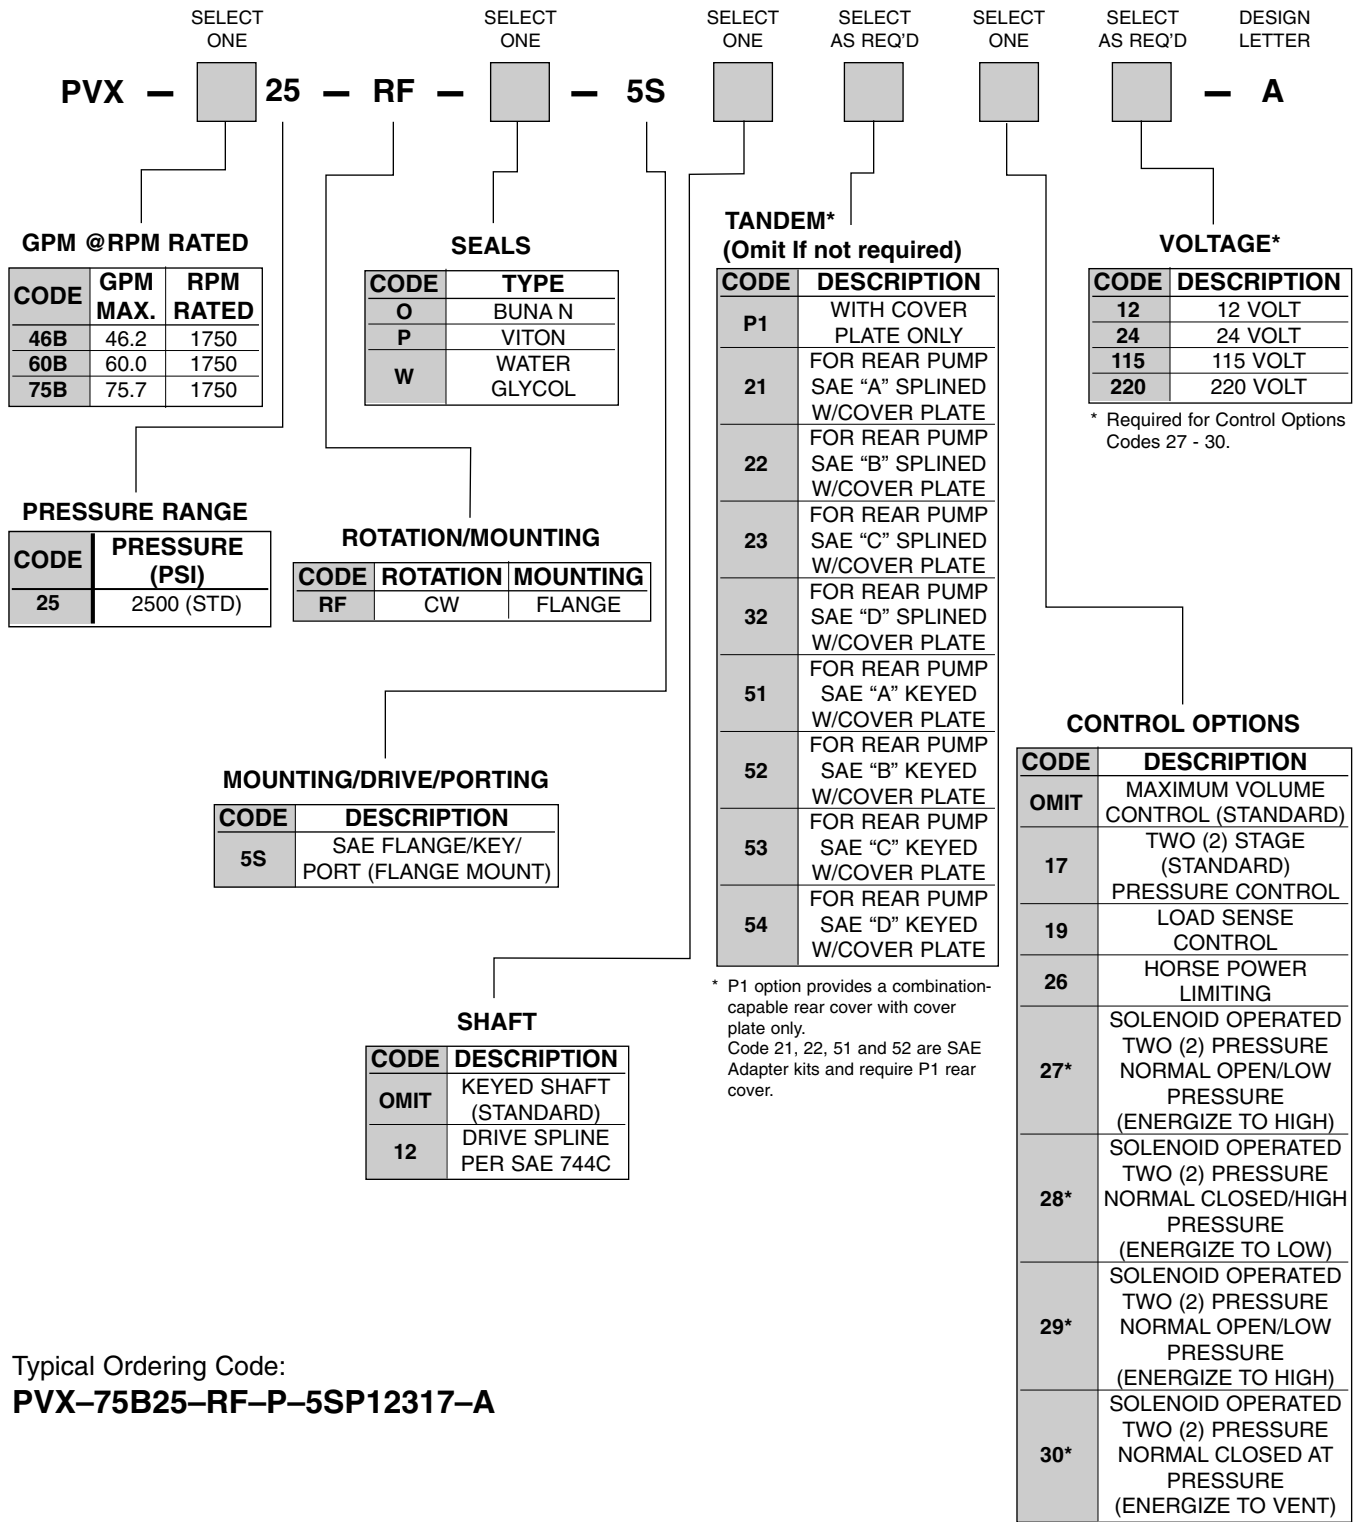 SELECT ONE
SELECT ONE
SELECT ONE
SELECT AS REQ'D
SELECT ONE
SELECT AS REQ'D
DESIGN LETTER
PVX – 25 – RF – – 5S – A
GPM @RPM RATED
CODE GPM MAX. RPM RATED
46B 46.2 1750
60B 60.0 1750
75B 75.7 1750
SEALS
CODE TYPE
O BUNA N
P VITON
W WATER GLYCOL
TANDEM*
(Omit If not required)
CODE DESCRIPTION
P1 WITH COVER PLATE ONLY
21 FOR REAR PUMP SAE “A” SPLINED W/COVER PLATE
22 FOR REAR PUMP SAE “B” SPLINED W/COVER PLATE
23 FOR REAR PUMP SAE “C” SPLINED W/COVER PLATE
32 FOR REAR PUMP SAE “D” SPLINED W/COVER PLATE
51 FOR REAR PUMP SAE “A” KEYED W/COVER PLATE
52 FOR REAR PUMP SAE “B” KEYED W/COVER PLATE
53 FOR REAR PUMP SAE “C” KEYED W/COVER PLATE
54 FOR REAR PUMP SAE “D” KEYED W/COVER PLATE
* P1 option provides a combination-
capable rear cover with cover
plate only.
Code 21, 22, 51 and 52 are SAE
Adapter kits and require P1 rear
cover.
VOLTAGE*
CODE DESCRIPTION
12 12 VOLT
24 24 VOLT
115 115 VOLT
220 220 VOLT
* Required for Control Options
Codes 27 - 30.
PRESSURE RANGE
CODE PRESSURE (PSI)
25 2500 (STD)
ROTATION/MOUNTING
CODE ROTATION MOUNTING
RF CW FLANGE
MOUNTING/DRIVE/PORTING
CODE DESCRIPTION
5S SAE FLANGE/KEY/ PORT (FLANGE MOUNT)
SHAFT
CODE DESCRIPTION
OMIT KEYED SHAFT (STANDARD)
12 DRIVE SPLINE PER SAE 744C
CONTROL OPTIONS
CODE DESCRIPTION
OMIT MAXIMUM VOLUME CONTROL (STANDARD)
17 TWO (2) STAGE (STANDARD) PRESSURE CONTROL
19 LOAD SENSE CONTROL
26 HORSE POWER LIMITING
27* SOLENOID OPERATED TWO (2) PRESSURE NORMAL OPEN/LOW PRESSURE (ENERGIZE TO HIGH)
28* SOLENOID OPERATED TWO (2) PRESSURE NORMAL CLOSED/HIGH PRESSURE (ENERGIZE TO LOW)
29* SOLENOID OPERATED TWO (2) PRESSURE NORMAL OPEN/LOW PRESSURE (ENERGIZE TO HIGH)
30* SOLENOID OPERATED TWO (2) PRESSURE NORMAL CLOSED AT PRESSURE (ENERGIZE TO VENT)
Typical Ordering Code:
PVX–75B25–RF–P–5SP12317–A